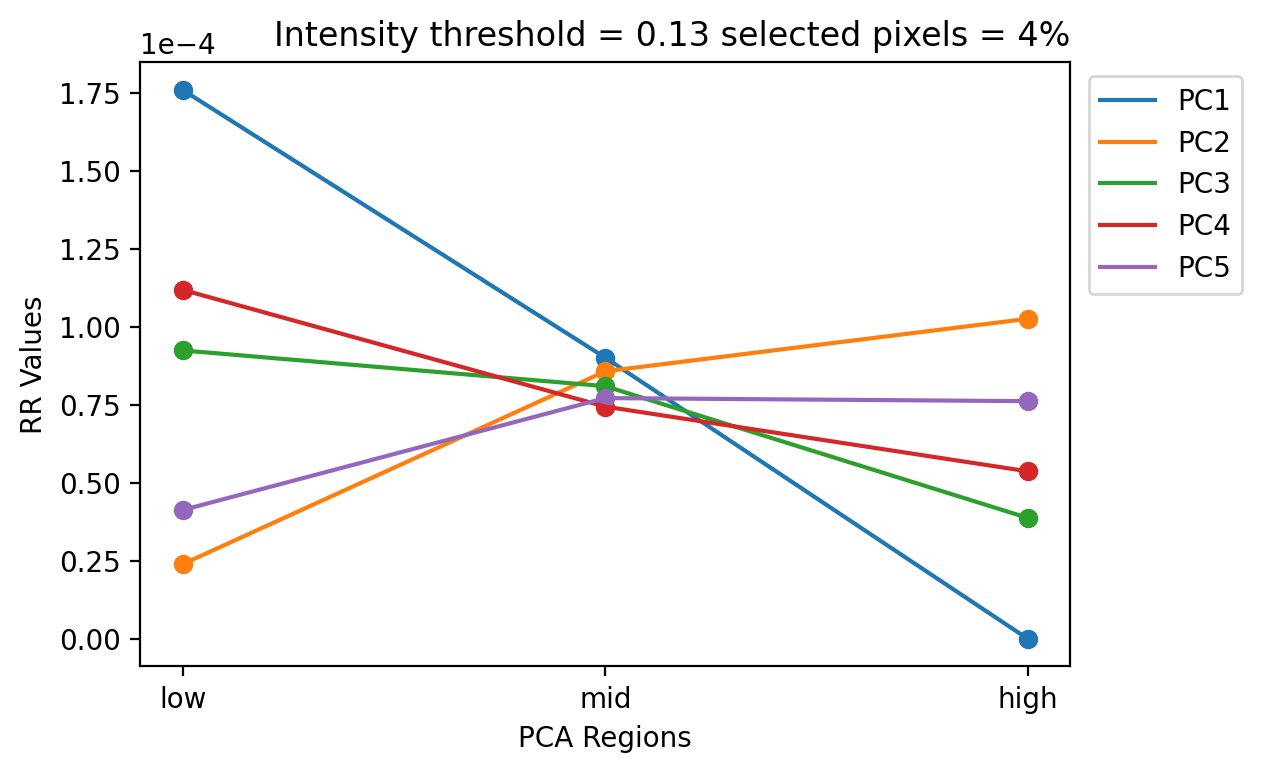 Intensity threshold = 0.13 selected pixels = 4%
1e−4
1.75
1.50
1.25
1.00
0.75
0.50
0.25
0.00
RR Values
low mid high
PCA Regions
PC1
PC2
PC3
PC4
PC5